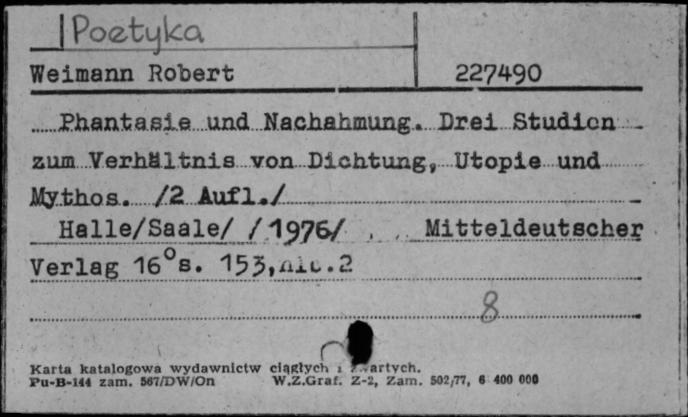 Poetyka
Weimann Robert 227490
Phantasie und Nachahmung. Drei Studien
zum Verhältnis von Dichtung, Utopie und
Mythos. /2 Aufl./
Halle/Saale/ /1976/ Mitteldeutscher
Verlag 16°s. 153, .2
8
Karta katalogowa wydawnictw ciągłych i zwartych.
Pu-B-144 zam. 567/DW/On W.Z.Graf. Z-2, Zam. 502/77, 6 400 000